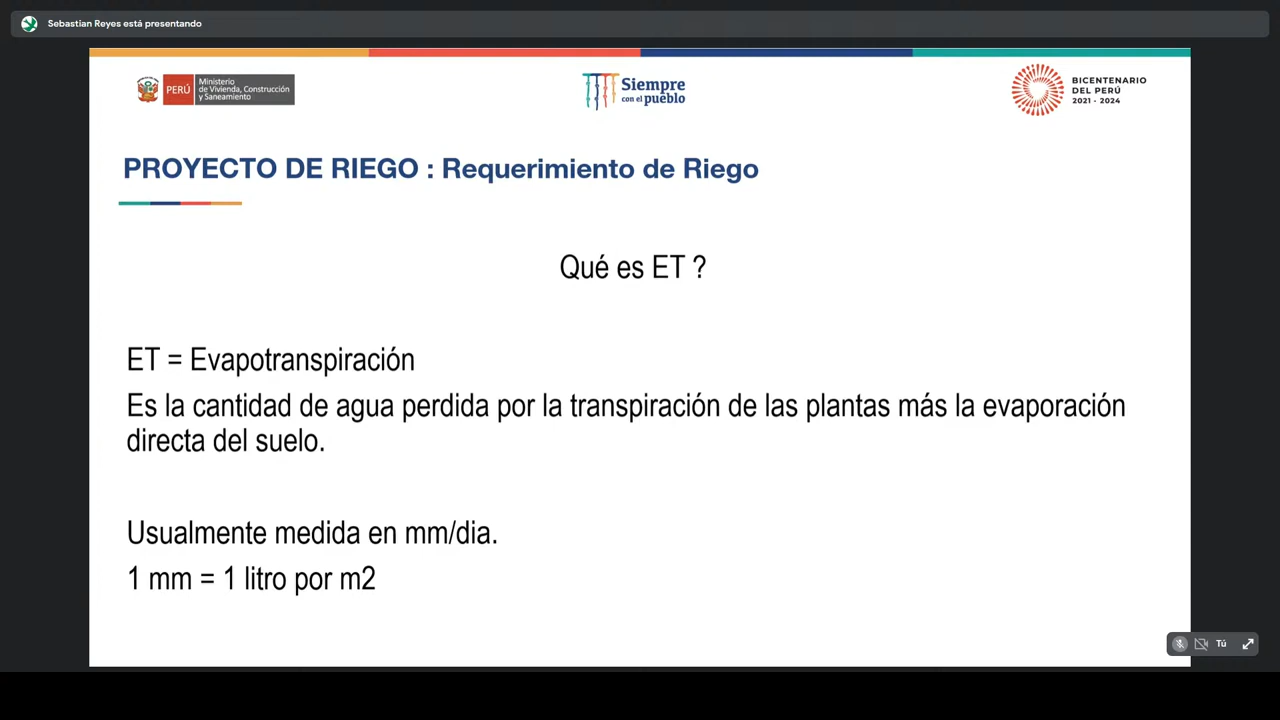 Sebastian Reyes está presentando
PERÚ
Ministerio
de Vivienda, Construcción
y Saneamiento
Siempre
con el pueblo
BICENTENARIO
DEL PERÚ
2021 - 2024
PROYECTO DE RIEGO : Requerimiento de Riego
Qué es ET ?
ET = Evapotranspiración
Es la cantidad de agua perdida por la transpiración de las plantas más la evaporación
directa del suelo.
Usualmente medida en mm/dia.
1 mm = 1 litro por m2
Tú